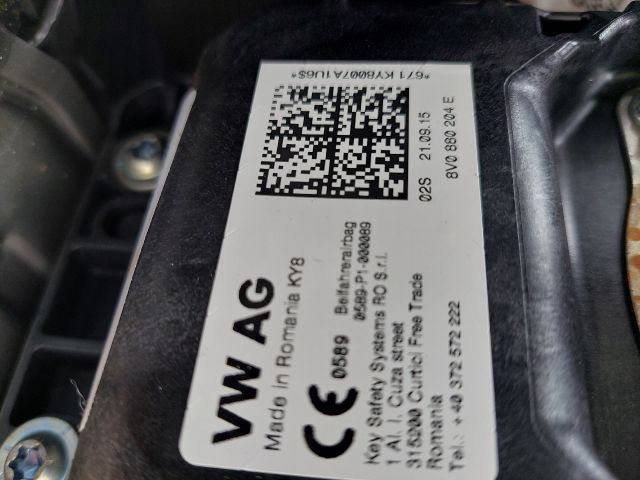 *671 KY8007A1U6$*
02S 21.09.15
8V0 880 204 E
VW AG
Made in Romania KY8
CE 0589 Beifahrerairbag
0589-P1-000089
Key Safety Systems RO S.r.l.
1 Al. I. Cuza street
315200 Curtici Free Trade
Romania
Tel.: +40 372 572 222